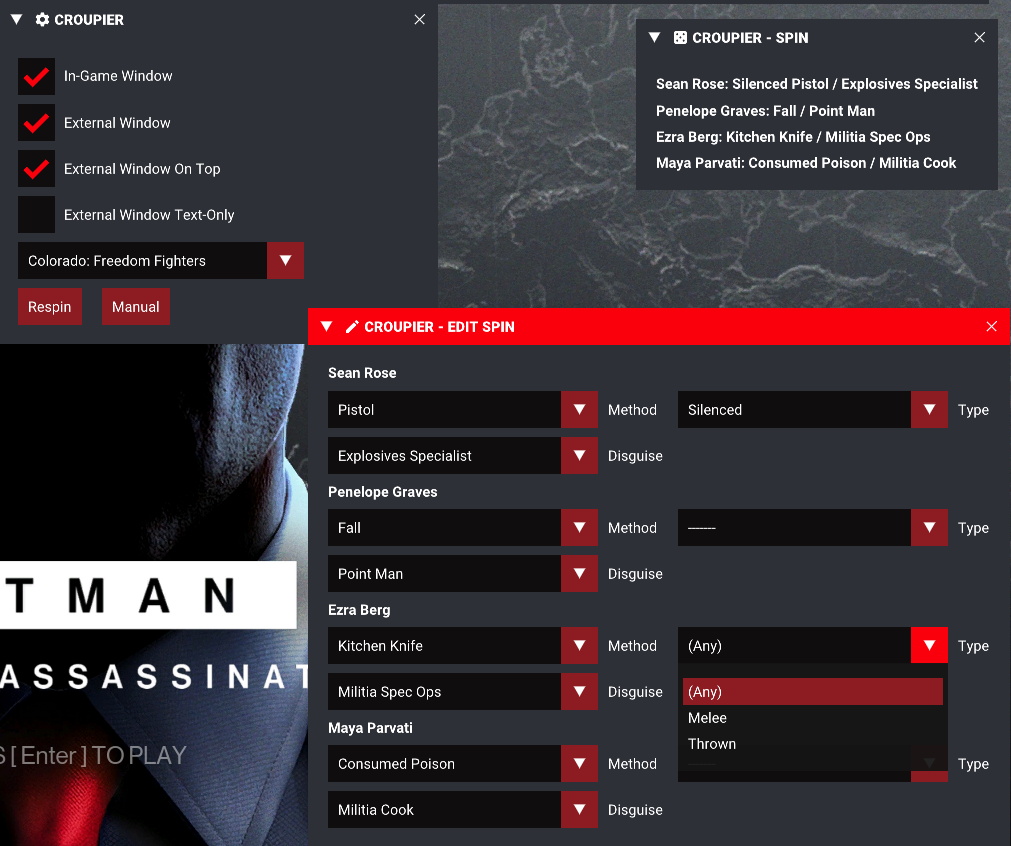 CROUPIER
In-Game Window
External Window
External Window On Top
External Window Text-Only
Colorado: Freedom Fighters
Respin Manual
CROUPIER - SPIN
Sean Rose: Silenced Pistol / Explosives Specialist
Penelope Graves: Fall / Point Man
Ezra Berg: Kitchen Knife / Militia Spec Ops
Maya Parvati: Consumed Poison / Militia Cook
CROUPIER - EDIT SPIN
Sean Rose
Pistol Method Silenced Type
Explosives Specialist Disguise
Penelope Graves
Fall Method ------- Type
Point Man Disguise
Ezra Berg
Kitchen Knife Method (Any) Type
Militia Spec Ops Disguise (Any)
Melee
Maya Parvati
Thrown
Consumed Poison Method Type
Militia Cook Disguise
TMAN
ASSASSINAT
S [ Enter ] TO PLAY